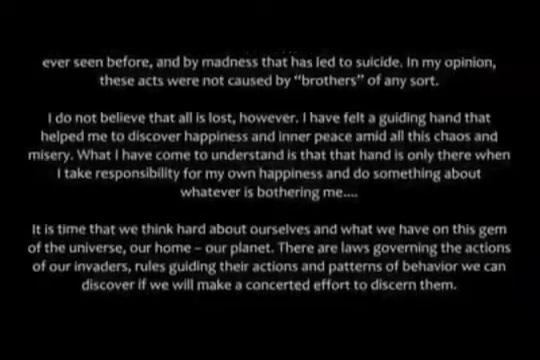 ever seen before, and by madness that has led to suicide. In my opinion,
these acts were not caused by “brothers” of any sort.
I do not believe that all is lost, however. I have felt a guiding hand that
helped me to discover happiness and inner peace amid all this chaos and
misery. What I have come to understand is that that hand is only there when
I take responsibility for my own happiness and do something about
whatever is bothering me....
It is time that we think hard about ourselves and what we have on this gem
of the universe, our home – our planet. There are laws governing the actions
of our invaders, rules guiding their actions and patterns of behavior we can
discover if we will make a concerted effort to discern them.